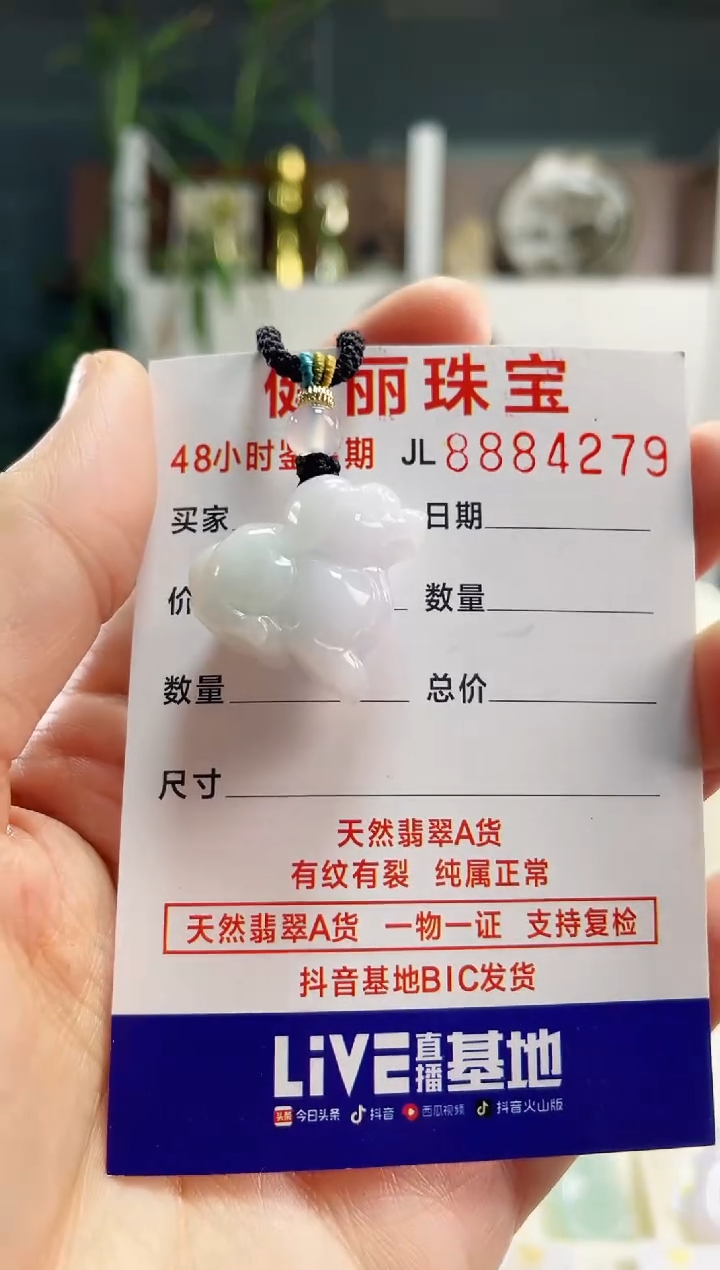 丽珠宝
48小时鉴 期 JL 8884279
买家 日期
价 数量
数量 总价
尺寸
天然翡翠A货
有纹有裂 纯属正常
天然翡翠A货 一物一证 支持复检
抖音基地BIC发货
LiVE直播基地
头条 今日头条 抖音 西瓜视频 抖音火山版